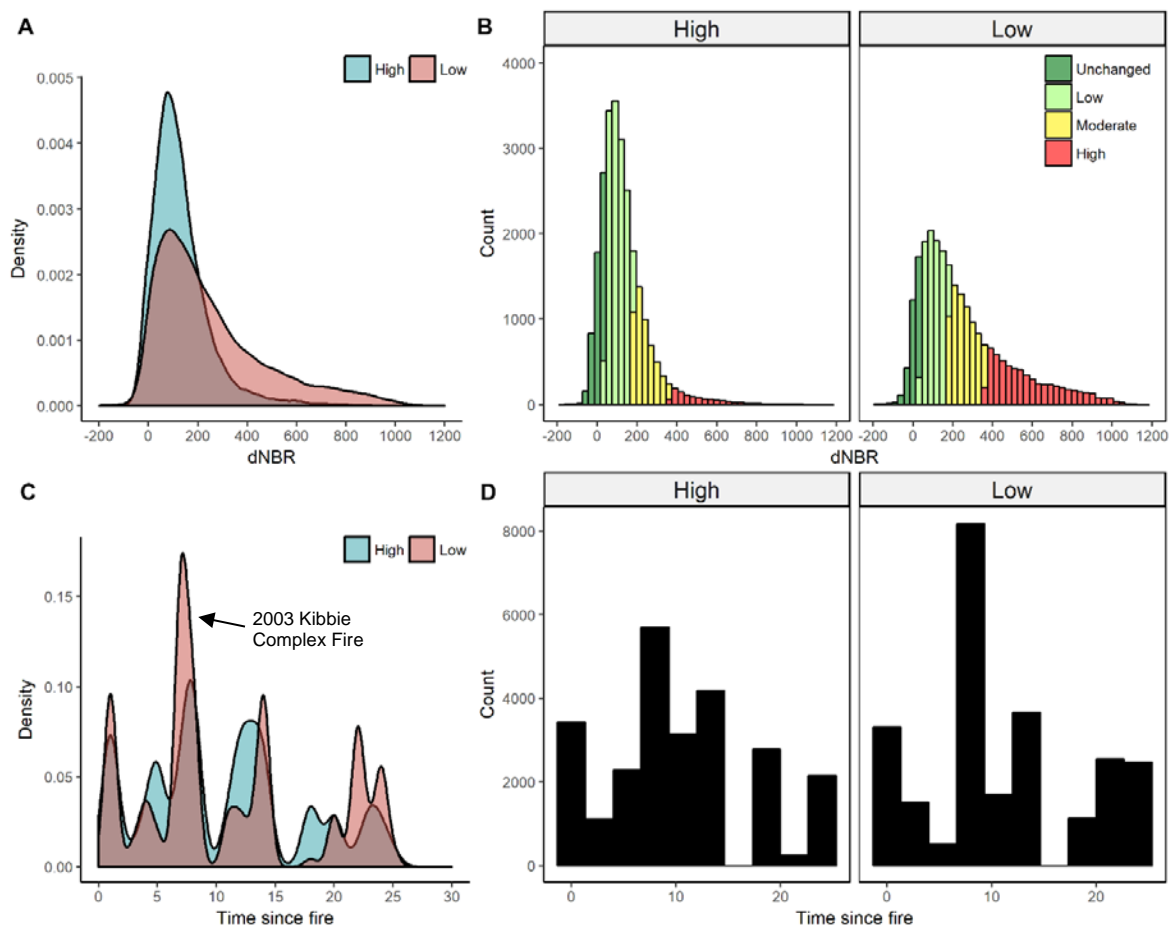 A
High Low
0.005
0.004
0.003
0.002
0.001
0.000
Density
-200 0 200 400 600 800 1000 1200
dNBR
B
High Low
Unchanged
Low
Moderate
High
4000
3000
2000
1000
0
Count
-200 0 200 400 600 800 1000 1200 -200 0 200 400 600 800 1000 1200
dNBR
C
High Low
2003 Kibbie
Complex Fire
0.15
0.10
0.05
0.00
Density
0 5 10 15 20 25 30
Time since fire
D
High Low
8000
6000
4000
2000
0
Count
0 10 20 0 10 20
Time since fire